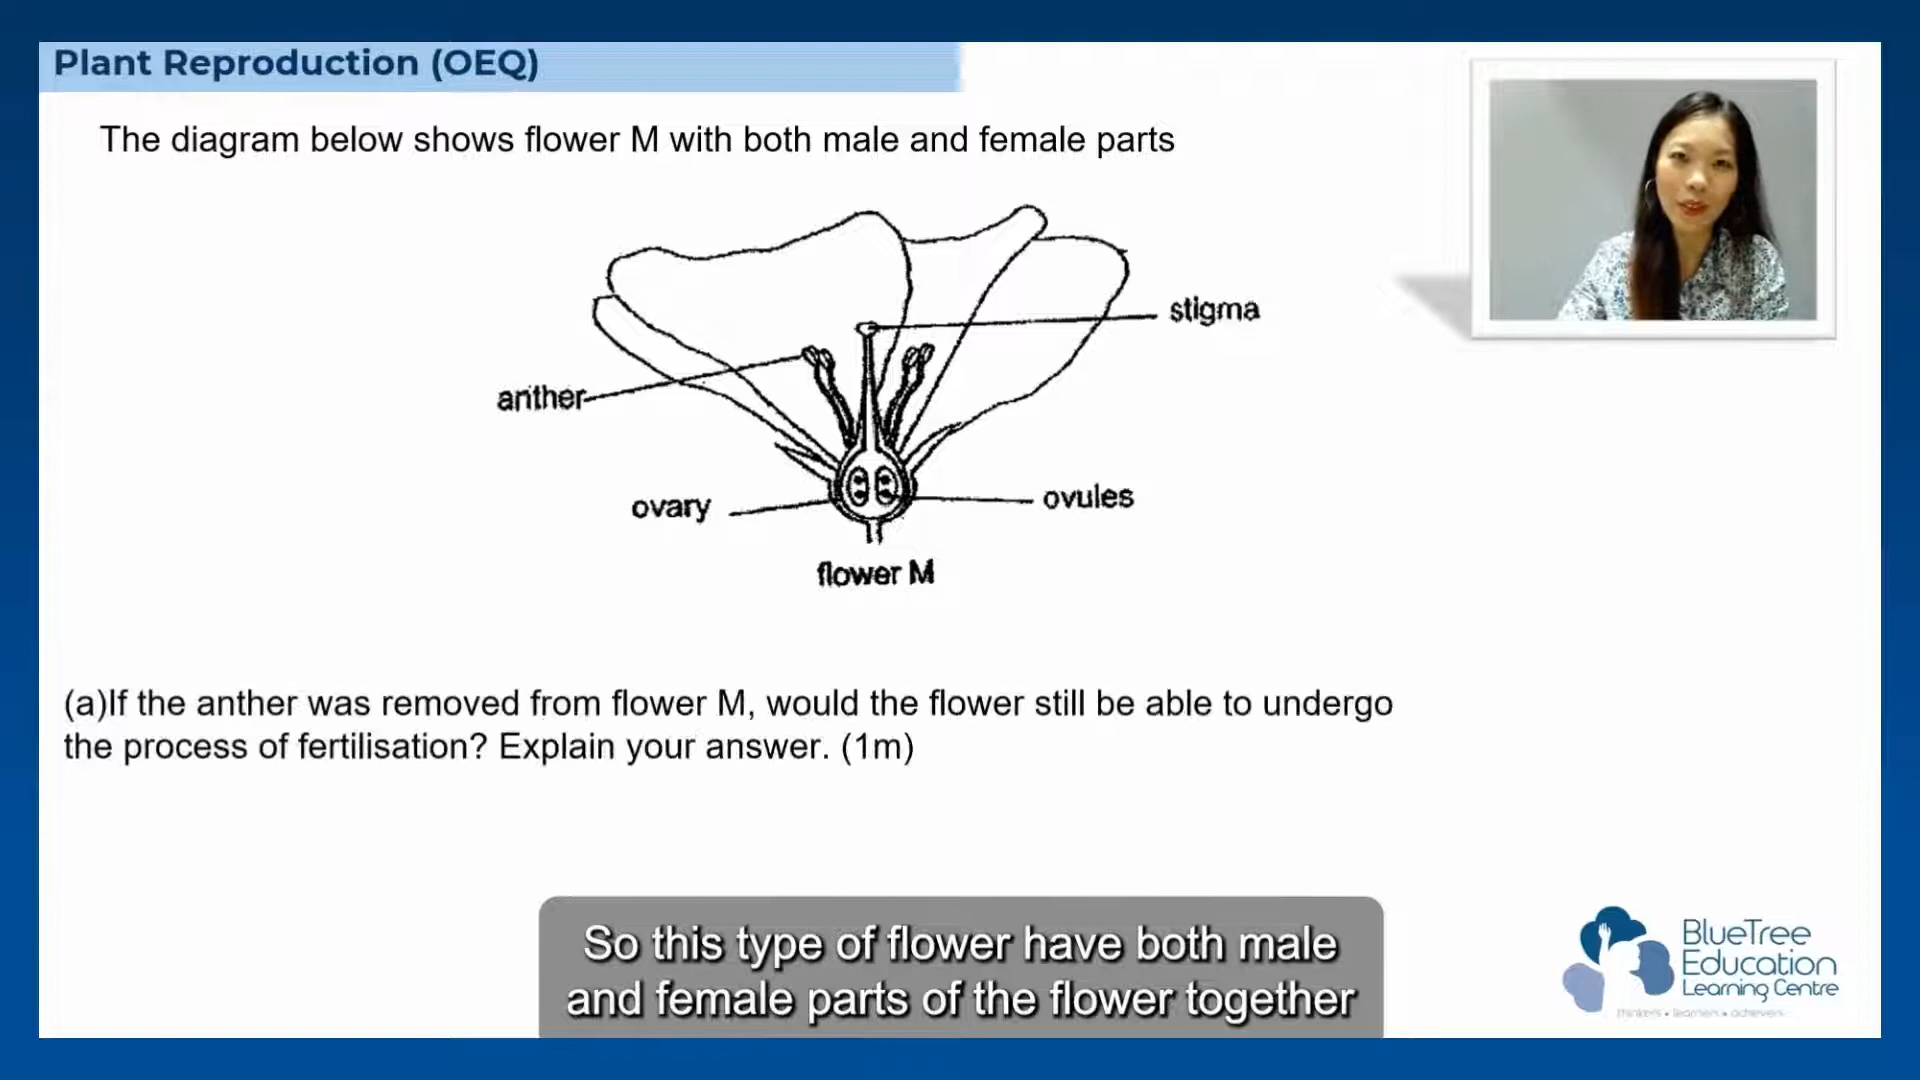 Plant Reproduction (OEQ)
The diagram below shows flower M with both male and female parts
stigma
anther
ovary
ovules
flower M
(a)If the anther was removed from flower M, would the flower still be able to undergo
the process of fertilisation? Explain your answer. (1m)
So this type of flower have both male
and female parts of the flower together
BlueTree
Education
Learning Centre
thinkers • learners • achievers